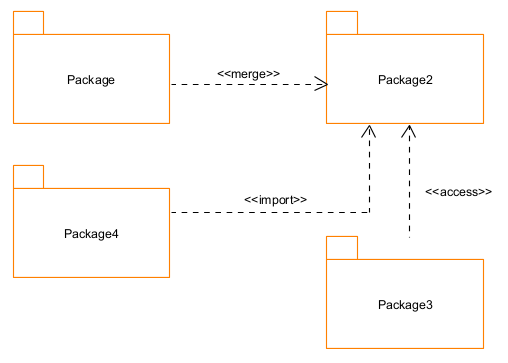 Package
<<merge>>
Package2
Package4
<<import>>
<<access>>
Package3